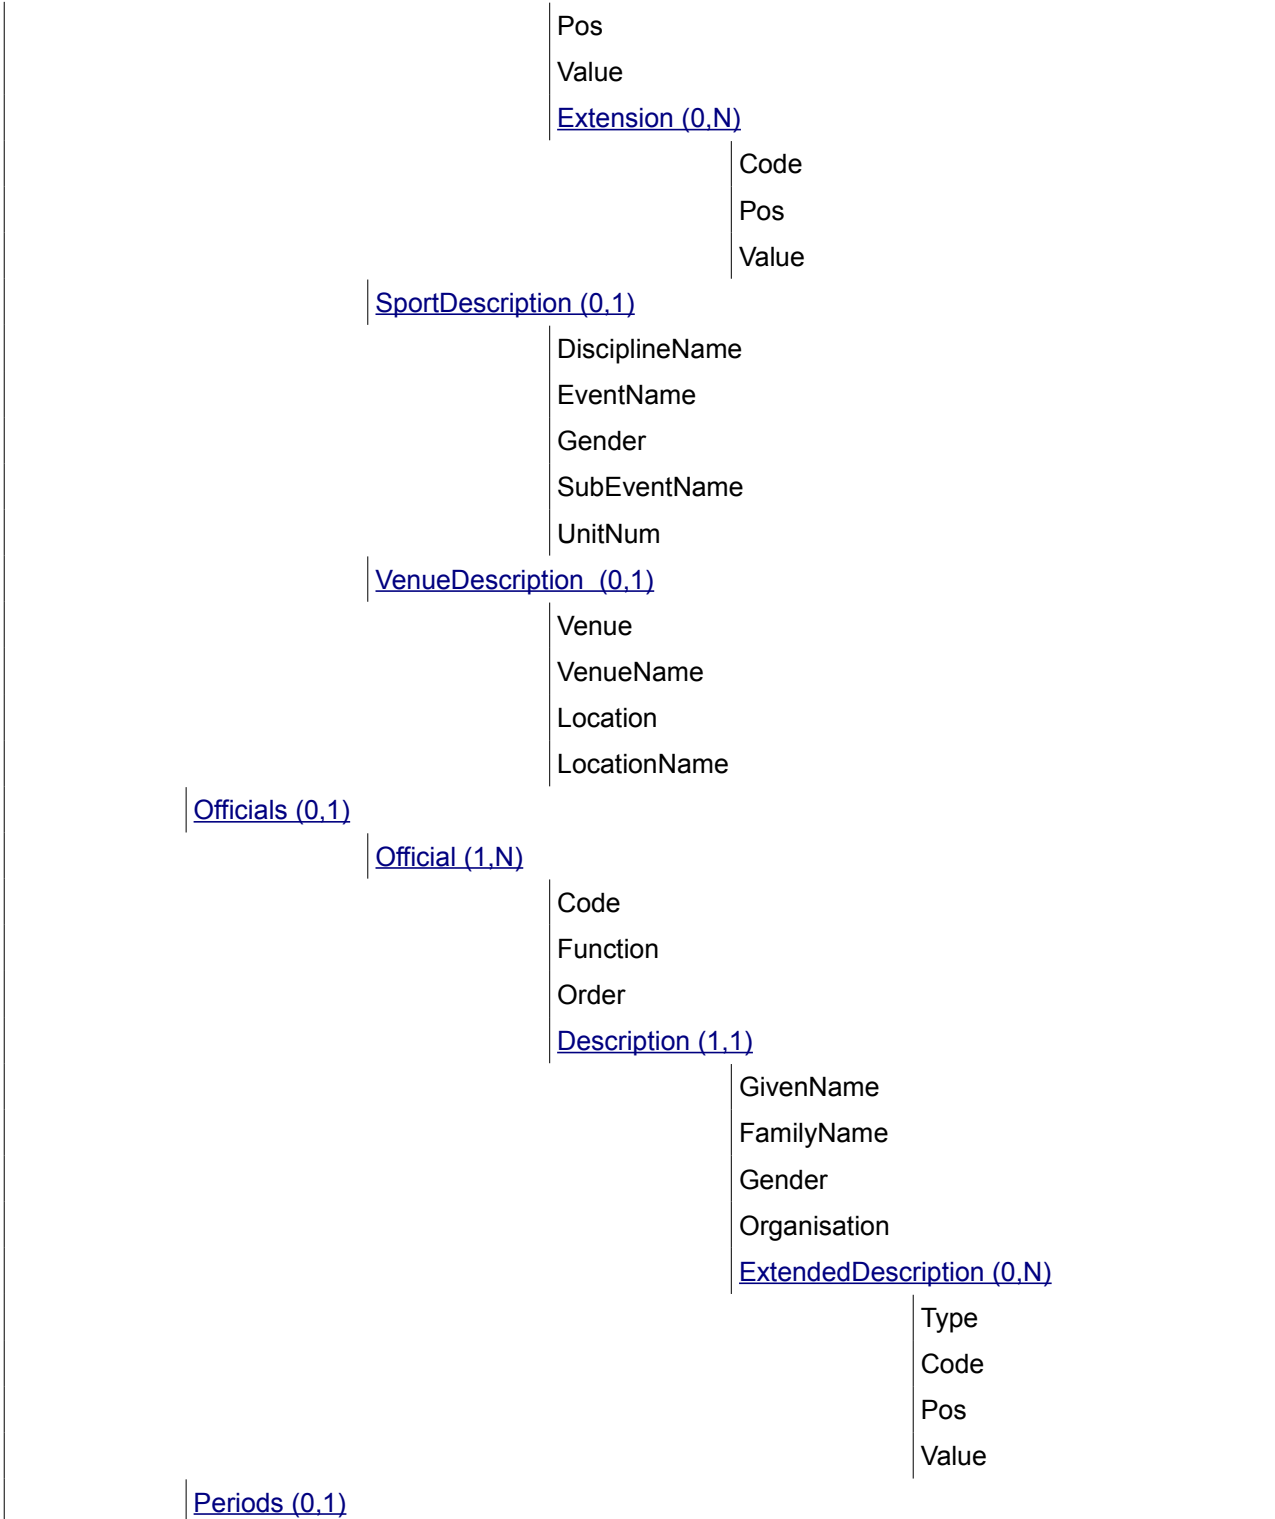 Pos
Value
Extension (0,N)
Code
Pos
Value
SportDescription (0,1)
DisciplineName
EventName
Gender
SubEventName
UnitNum
VenueDescription  (0,1)
Venue
VenueName
Location
LocationName
Officials (0,1)
Official (1,N)
Code
Function
Order
Description (1,1)
GivenName
FamilyName
Gender
Organisation
ExtendedDescription (0,N)
Type
Code
Pos
Value
Periods (0,1)